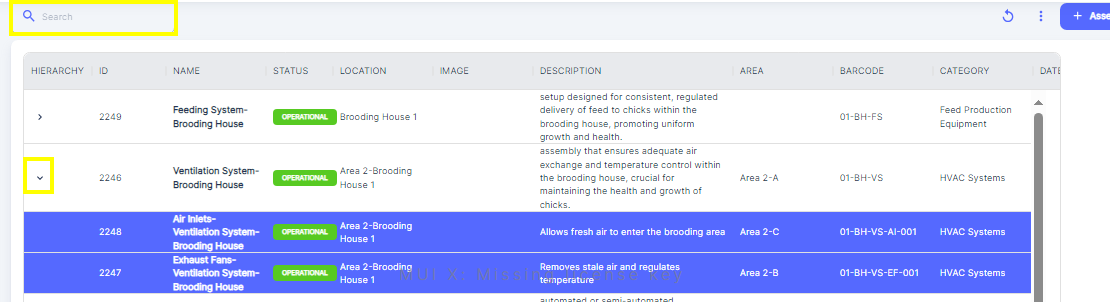 Search
+ Asse
HIERARCHY ID NAME STATUS LOCATION IMAGE DESCRIPTION AREA BARCODE CATEGORY DATE
setup designed for consistent, regulated
Feeding System- delivery of feed to chicks within the Feed Production
2249 OPERATIONAL Brooding House 1 01-BH-FS
Brooding House brooding house, promoting uniform Equipment
growth and health.
assembly that ensures adequate air
Ventilation System- Area 2-Brooding exchange and temperature control within
2246 OPERATIONAL Area 2-A 01-BH-VS HVAC Systems
Brooding House House 1 the brooding house, crucial for
maintaining the health and growth of
chicks.
Air Inlets-
Ventilation System- Area 2-Brooding
2248 OPERATIONAL Allows fresh air to enter the brooding area Area 2-C 01-BH-VS-AI-001 HVAC Systems
Brooding House House 1
Exhaust Fans-
Ventilation System- Area 2-Brooding Removes stale air and regulates
2247 OPERATIONAL Area 2-B 01-BH-VS-EF-001 HVAC Systems
Brooding House House 1 temperature
MUI X: Missing license key
automated or semi-automated